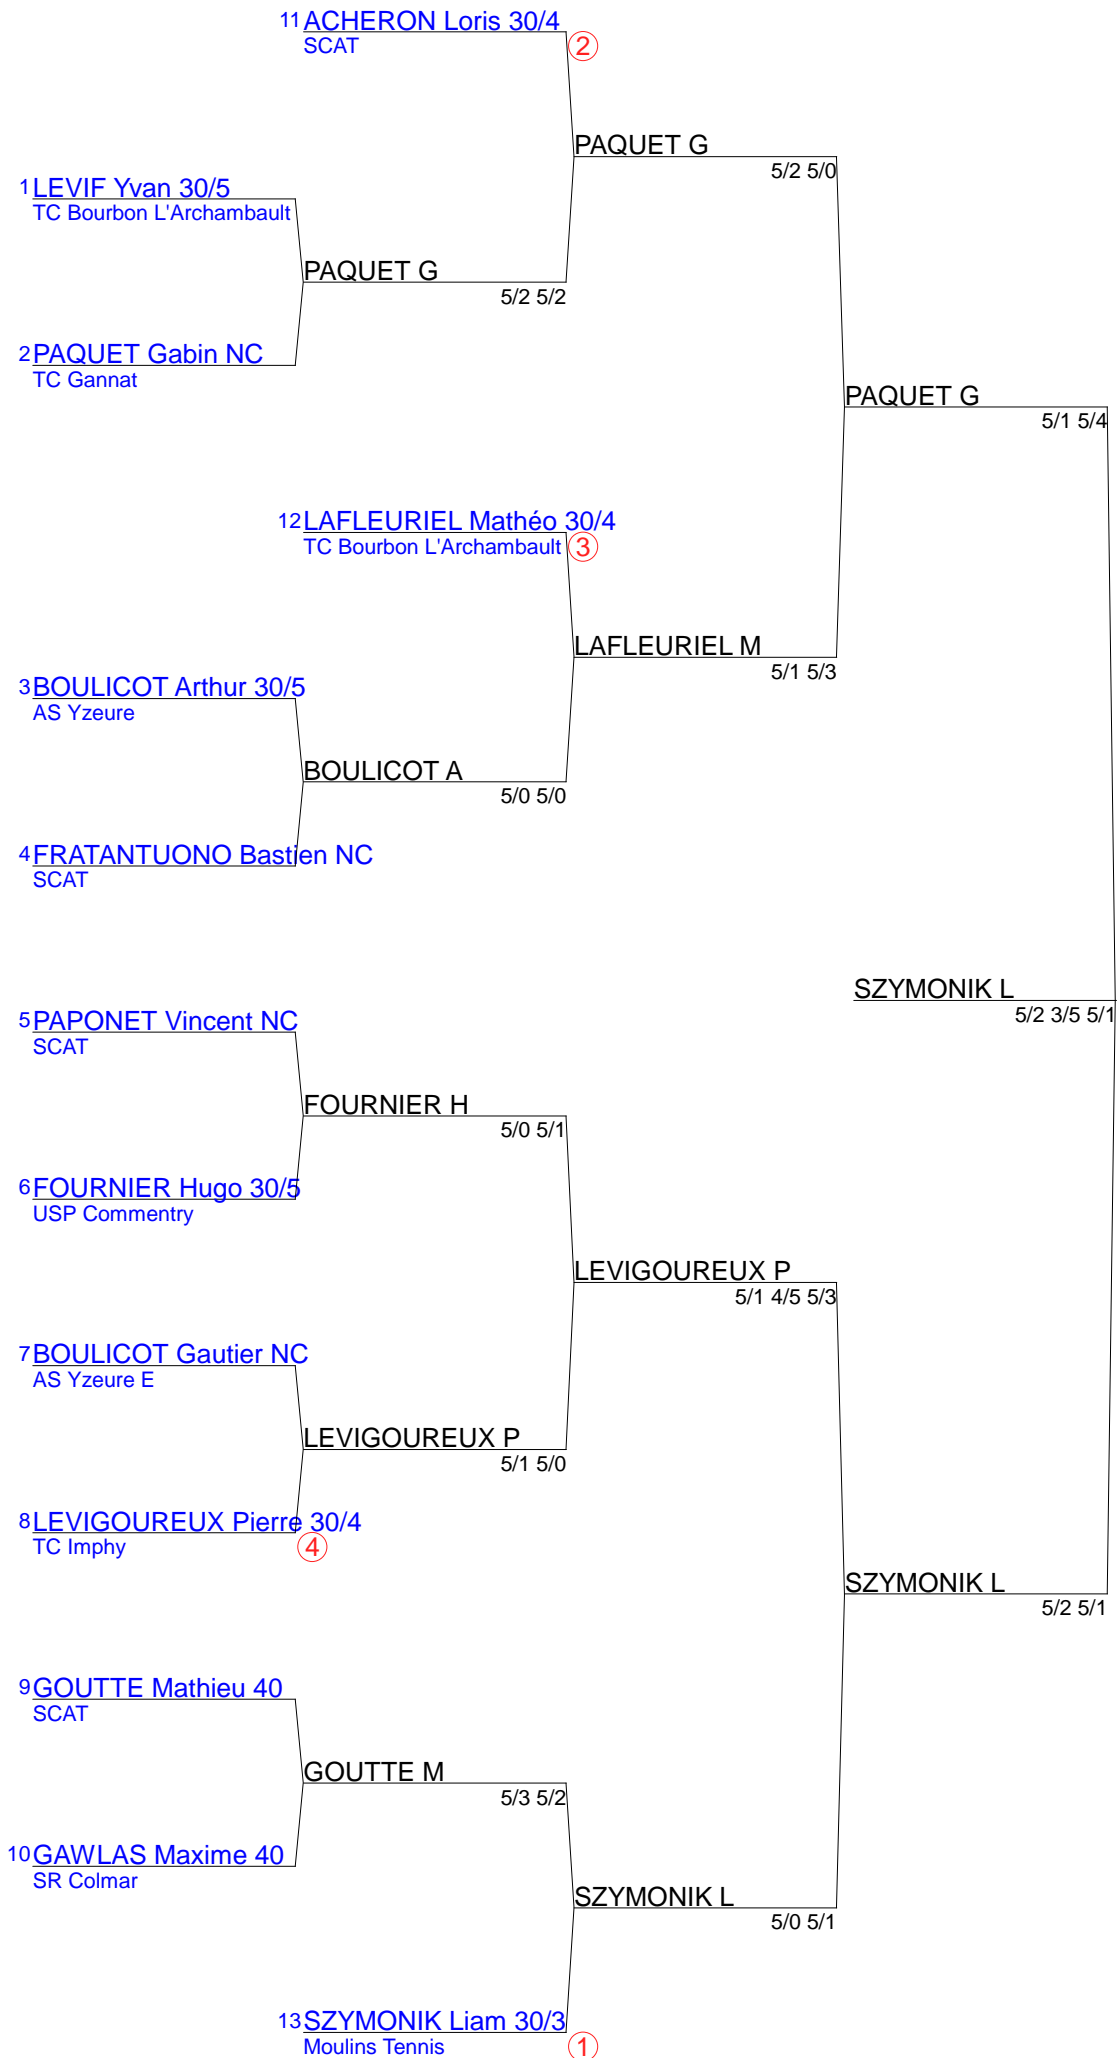 11 ACHERON Loris 30/4
SCAT
2
PAQUET G
5/2 5/0
1 LEVIF Yvan 30/5
TC Bourbon L'Archambault
PAQUET G
5/2 5/2
2 PAQUET Gabin NC
TC Gannat
PAQUET G
5/1 5/4
12 LAFLEURIEL Mathéo 30/4
TC Bourbon L'Archambault
3
LAFLEURIEL M
5/1 5/3
3 BOULICOT Arthur 30/5
AS Yzeure
BOULICOT A
5/0 5/0
4 FRATANTUONO Bastien NC
SCAT
SZYMONIK L
5/2 3/5 5/1
5 PAPONET Vincent NC
SCAT
FOURNIER H
5/0 5/1
6 FOURNIER Hugo 30/5
USP Commentry
LEVIGOUREUX P
5/1 4/5 5/3
7 BOULICOT Gautier NC
AS Yzeure E
LEVIGOUREUX P
5/1 5/0
8 LEVIGOUREUX Pierre 30/4
TC Imphy
4
SZYMONIK L
5/2 5/1
9 GOUTTE Mathieu 40
SCAT
GOUTTE M
5/3 5/2
10 GAWLAS Maxime 40
SR Colmar
SZYMONIK L
5/0 5/1
13 SZYMONIK Liam 30/3
Moulins Tennis
1